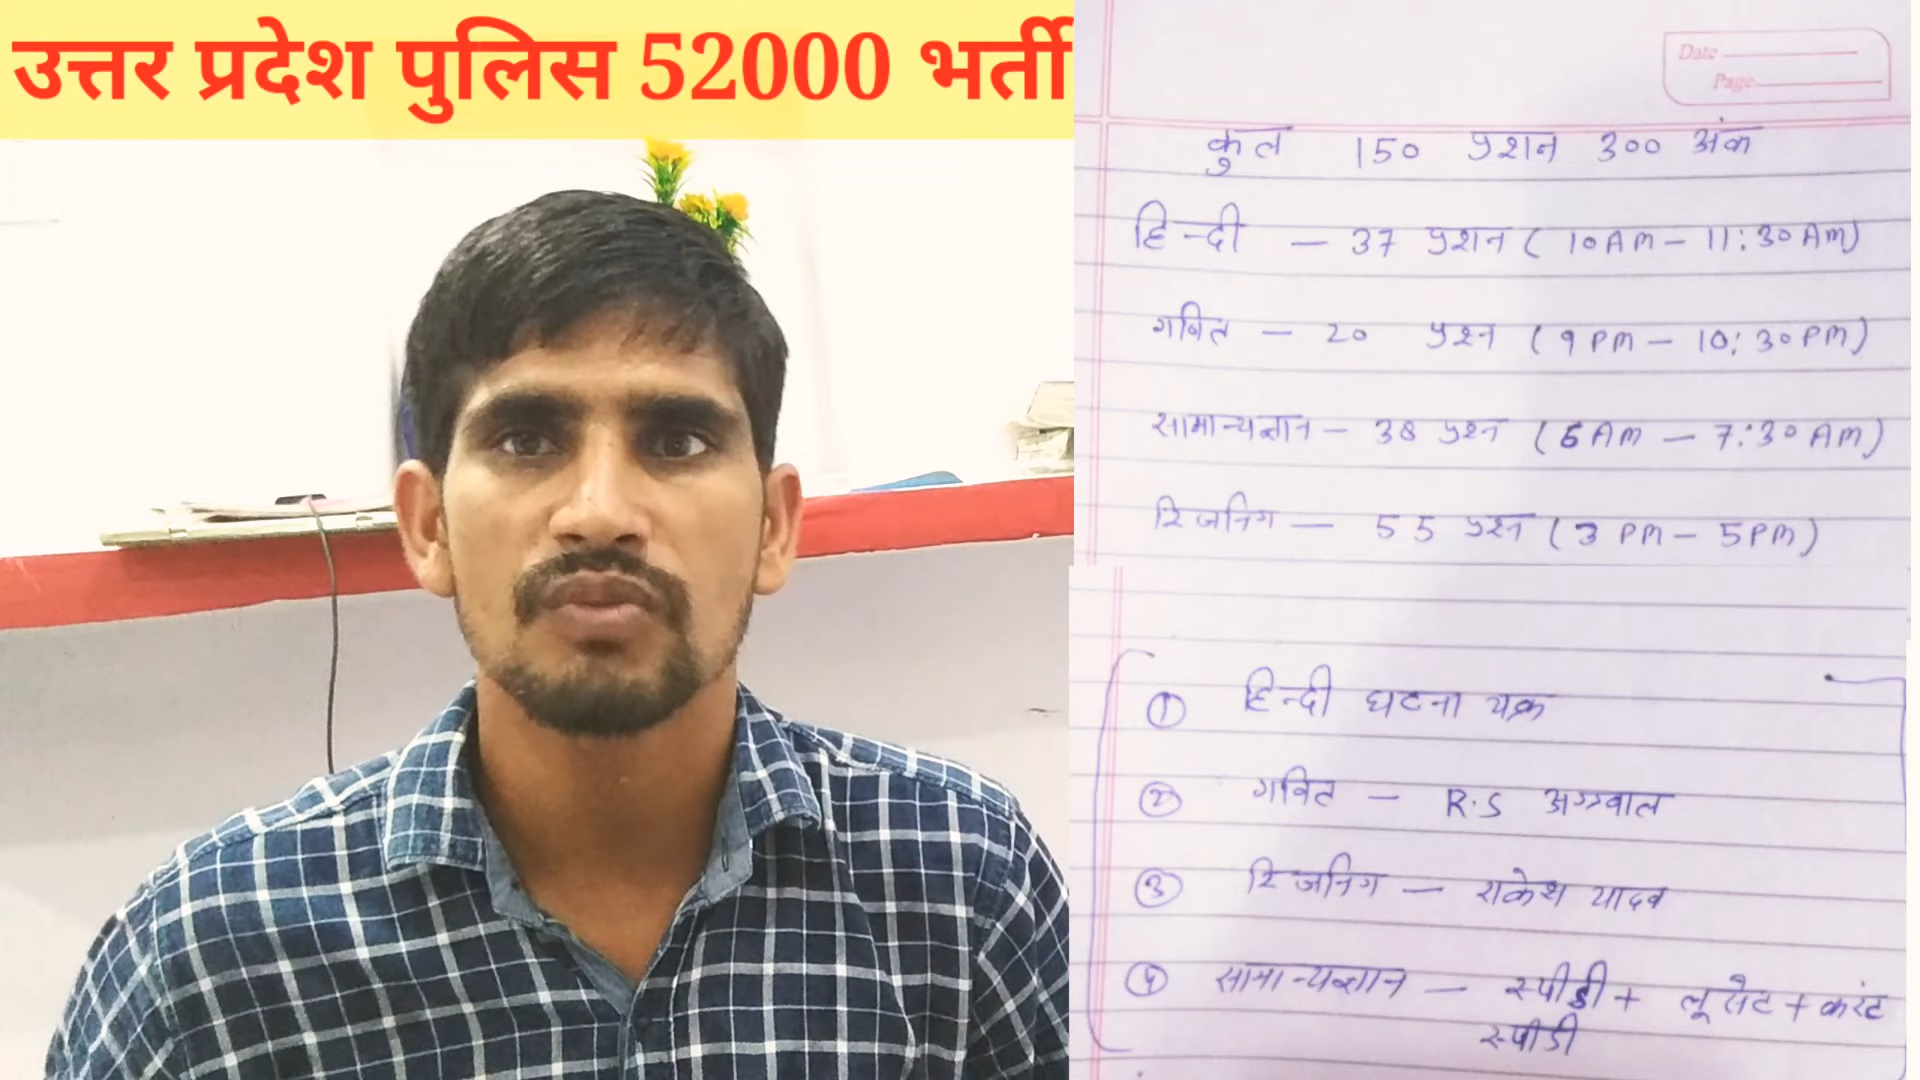 उत्तर प्रदेश पुलिस 52000 भर्ती
Date
Page
कुल 150 प्रशन 300 अंक
हिन्दी – 37 प्रशन ( 10 AM – 11:30 AM)
गणित – 20 प्रश्न ( 9 PM – 10:30 PM)
सामान्यज्ञान – 38 प्रश्न ( 6 AM – 7:30 AM)
रिजनिग – 55 प्रश्न ( 3 PM – 5 PM)
① हिन्दी घटना चक्र
② गणित – R.S अग्रवाल
③ रिजनिग – राकेश यादव
④ सामान्यज्ञान – स्पीडी + लूसेट + करंट
स्पीडी